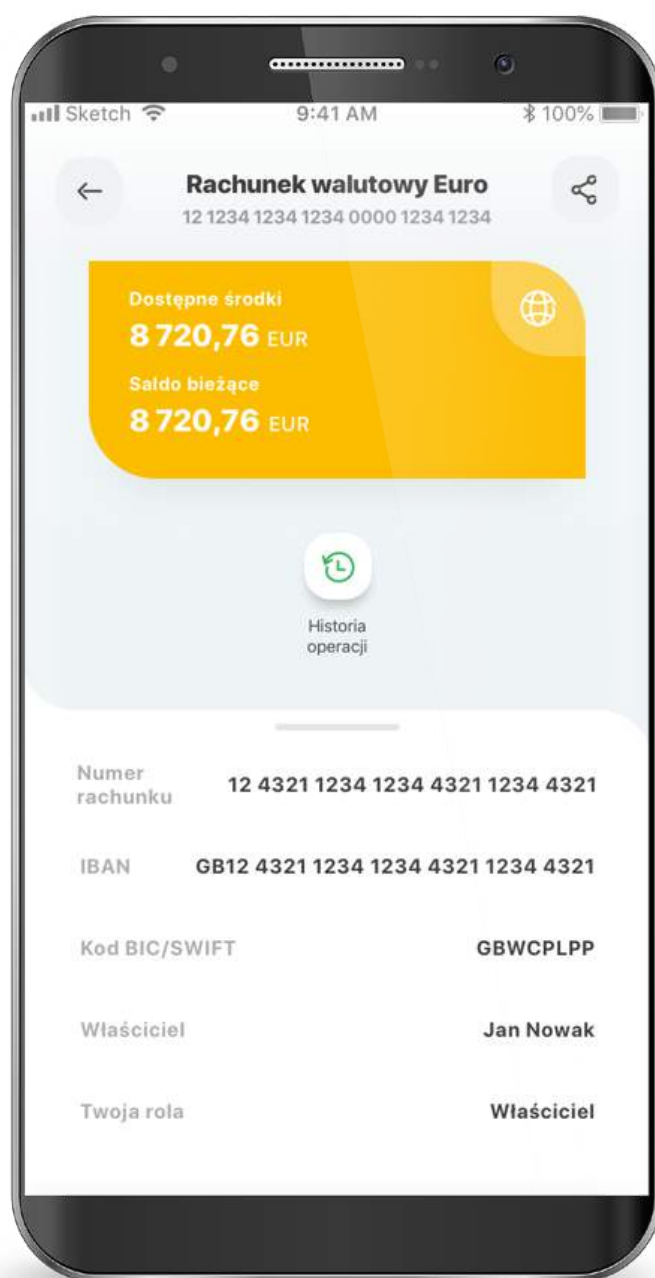 Sketch 9:41 AM 100%
Rachunek walutowy Euro
12 1234 1234 1234 0000 1234 1234
Dostępne środki
8 720,76 EUR
Saldo bieżące
8 720,76 EUR
Historia
operacji
Numer
rachunku
12 4321 1234 1234 4321 1234 4321
IBAN GB12 4321 1234 1234 4321 1234 4321
Kod BIC/SWIFT GBWCPLPP
Właściciel Jan Nowak
Twoja rola Właściciel